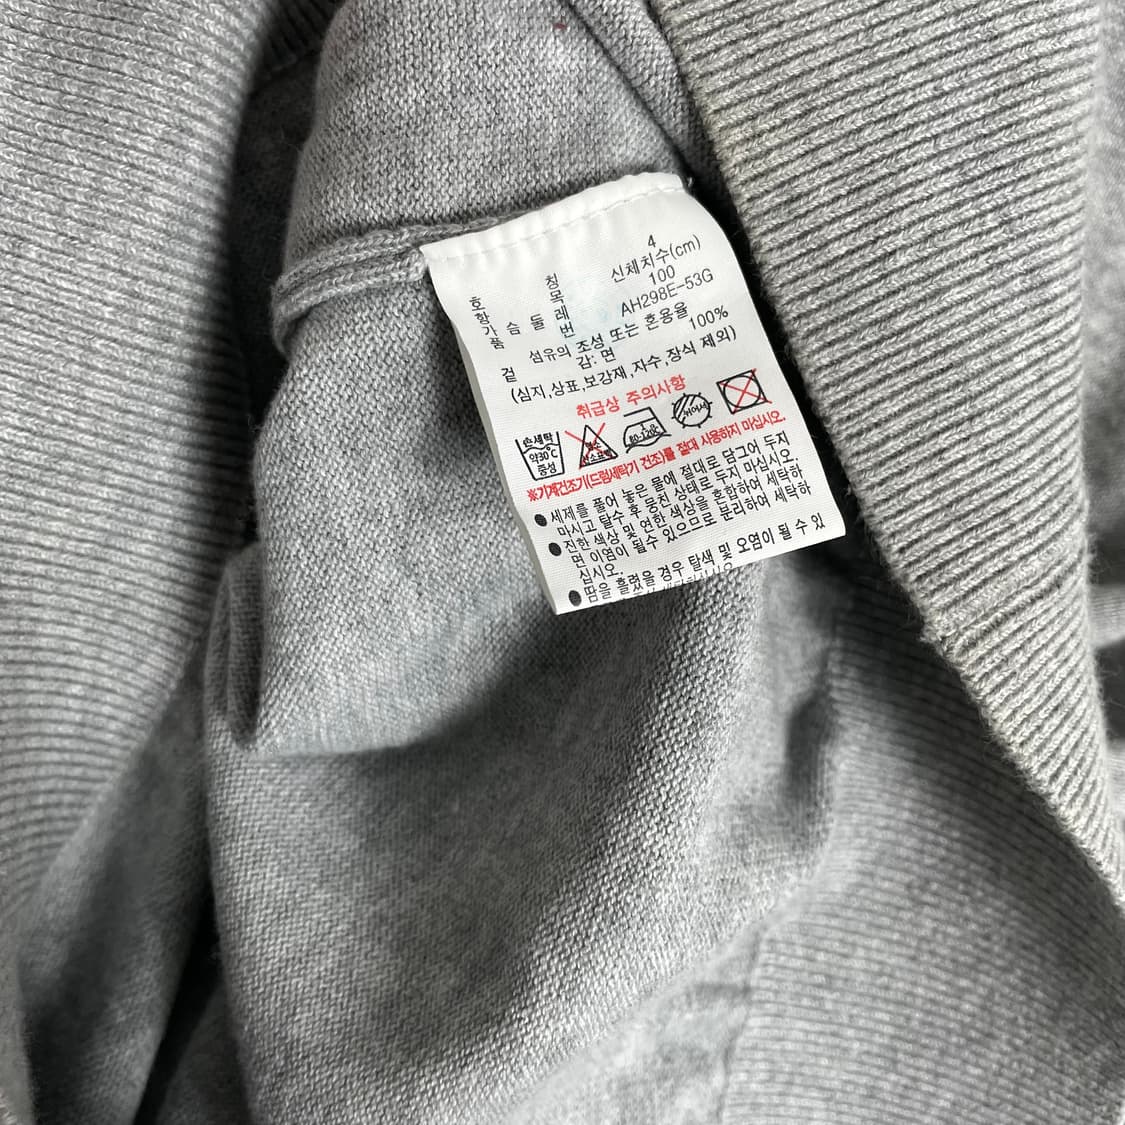 호 칭 4
항 목 신체치수(cm)
가 슴 둘 레 100
품 번 AH298E-53G
섬유의 조성 또는 혼용율
겉 감: 면 100%
(심지,상표,보강재,자수,장식 제외)
취급상 주의사항
손세탁 약30℃ 중성
80-120℃
뉘어서
※기계건조기(드럼세탁기 건조)를 절대 사용하지 마십시오.
●세제를 풀어 놓은 물에 절대로 담그어 두지
마시고 탈수 후 뭉친 상태로 두지 마십시오.
●진한 색상 및 연한 색상을 혼합하여 세탁하
면 이염이 될수 있으므로 분리하여 세탁하
십시오.
●땀을 흘렸을 경우 탈색 및 오염이 될 수 있